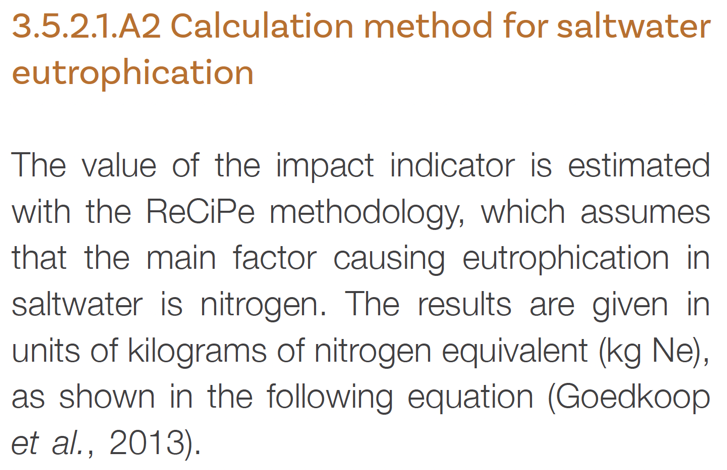 3.5.2.1.A2 Calculation method for saltwater
eutrophication
The value of the impact indicator is estimated
with the ReCiPe methodology, which assumes
that the main factor causing eutrophication in
saltwater is nitrogen. The results are given in
units of kilograms of nitrogen equivalent (kg Ne),
as shown in the following equation (Goedkoop
et al., 2013).